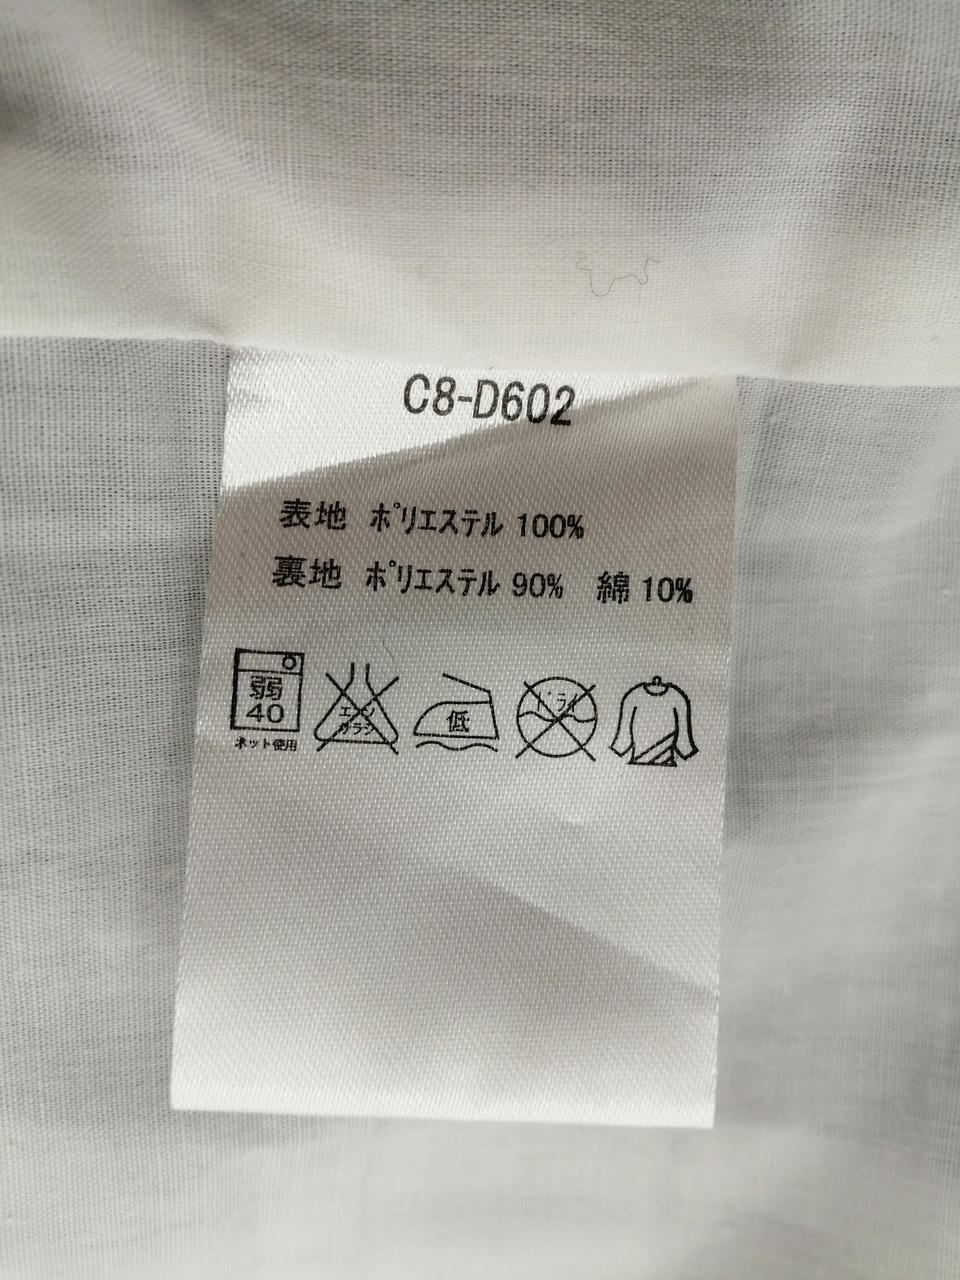 C8-D602
表地 ポリエステル 100%
裏地 ポリエステル 90% 綿 10%
弱
40
ネット使用
エンソ
サラシ
低
ドライ